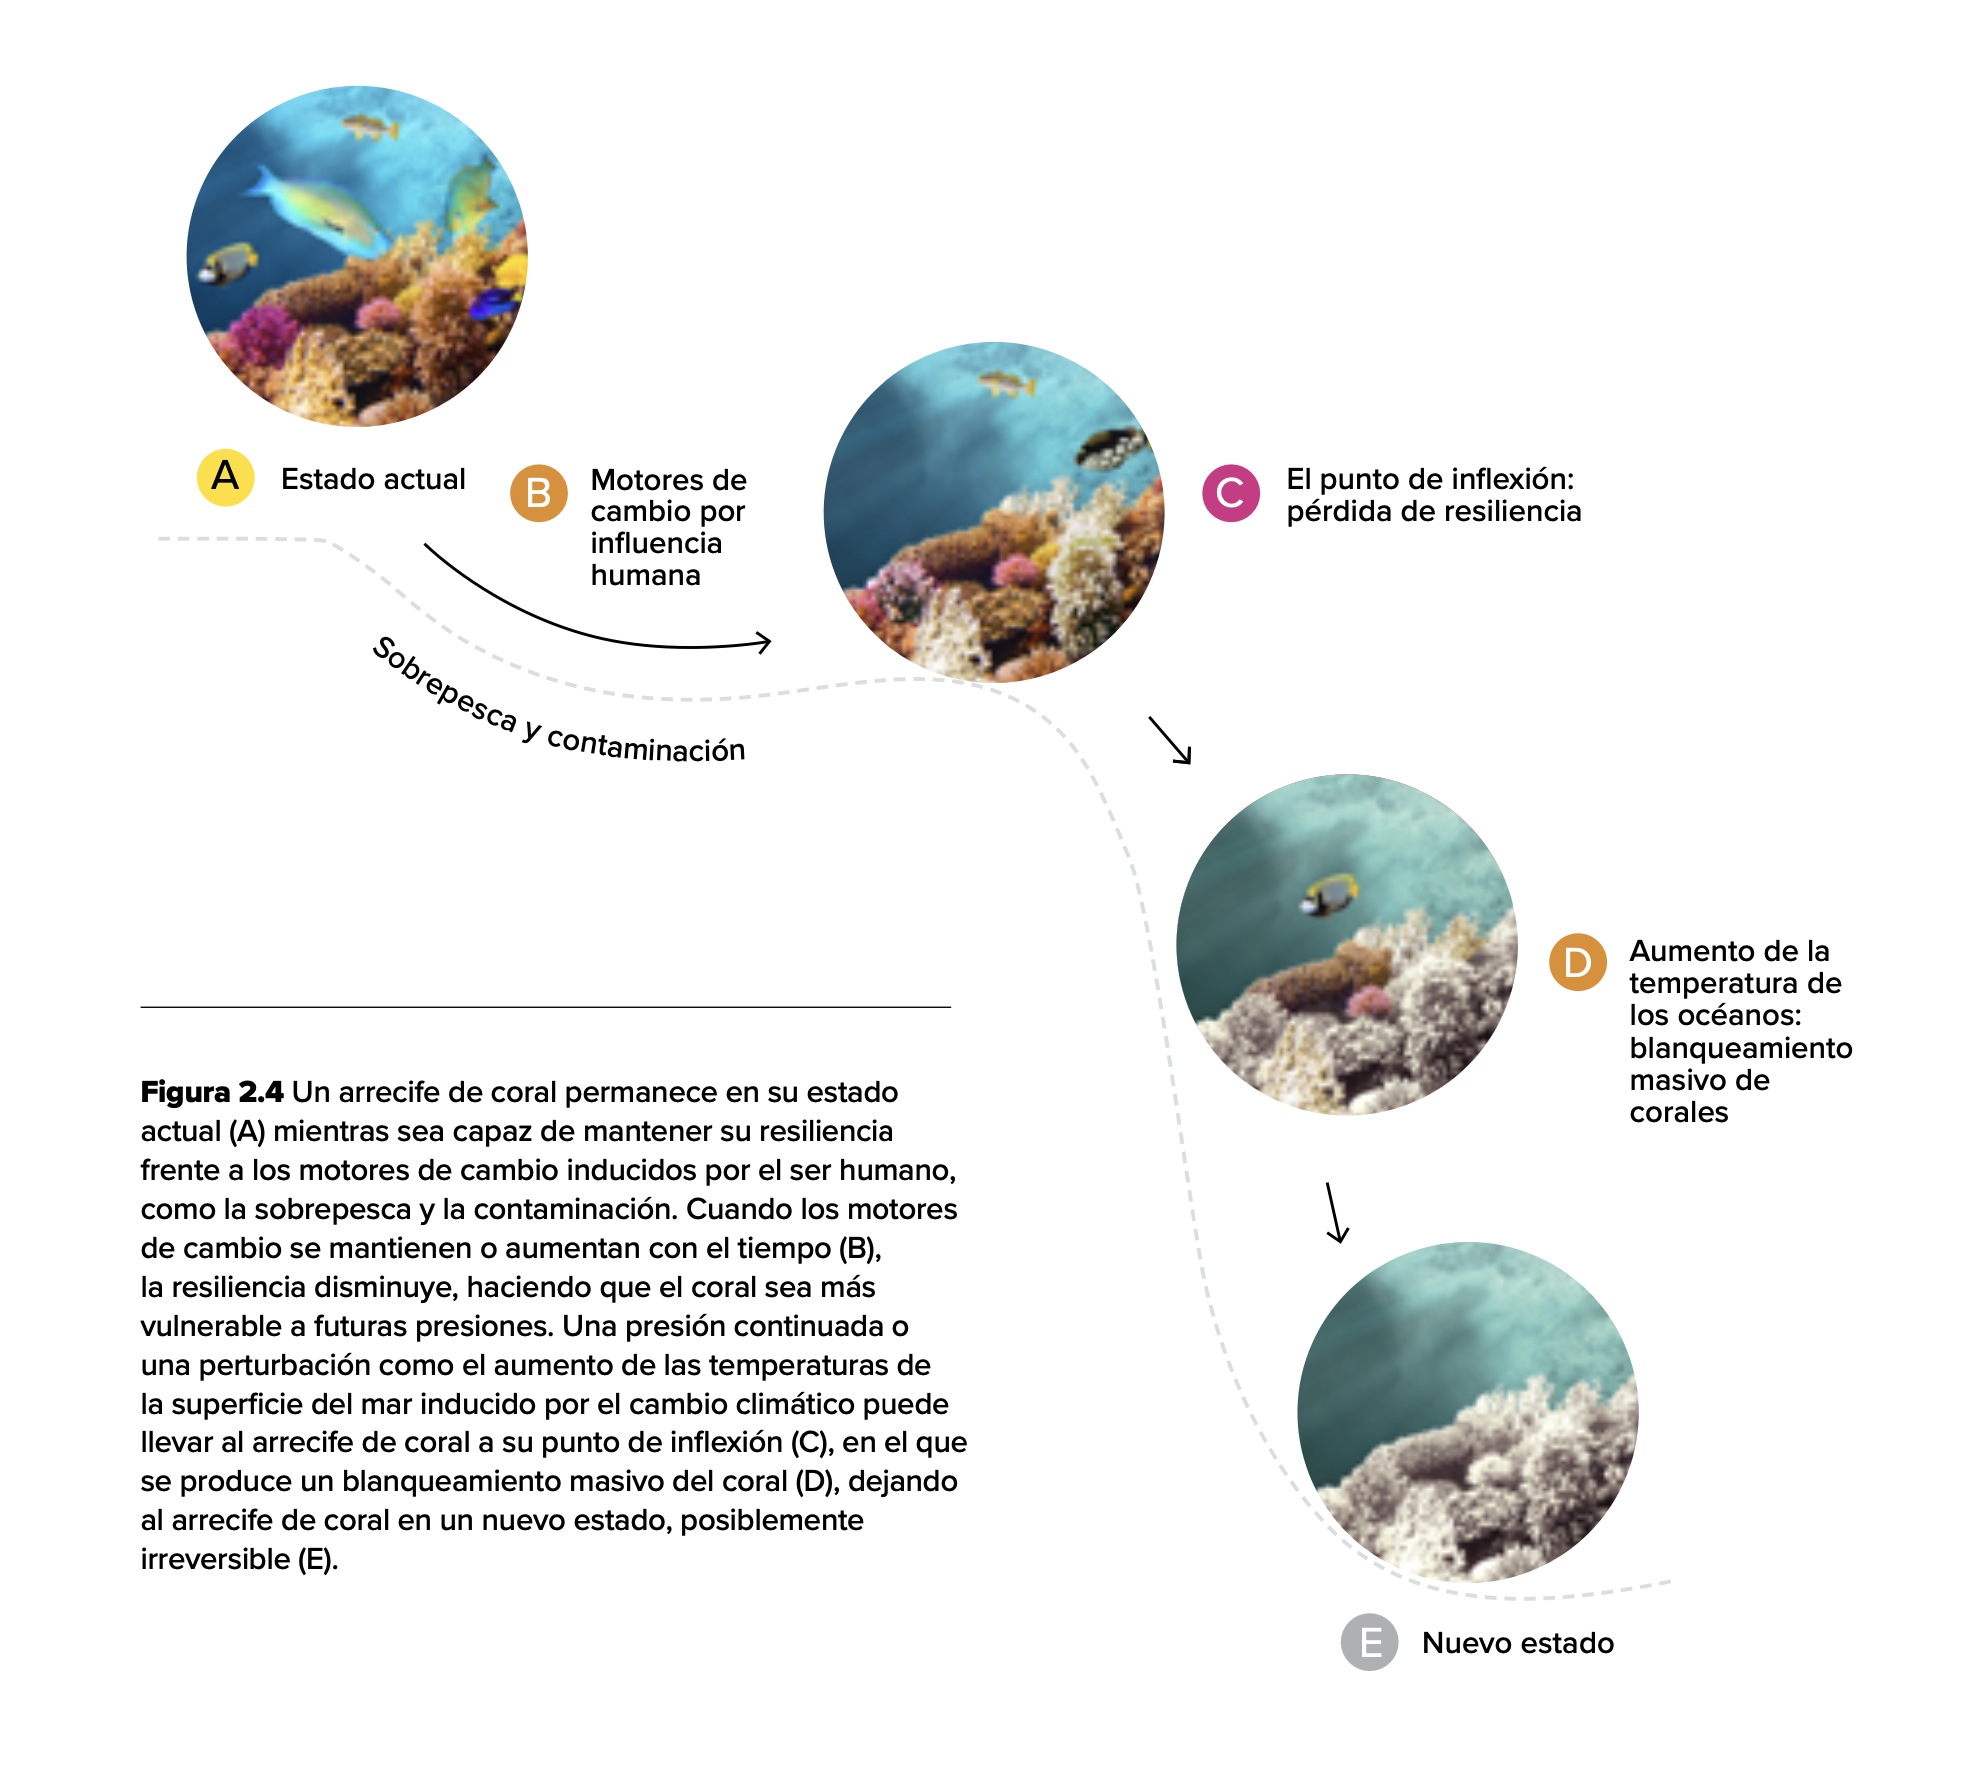 A
Estado actual
B
Motores de
cambio por
influencia
humana
Sobrepesca y contaminación
C
El punto de inflexión:
pérdida de resiliencia
D
Aumento de la
temperatura de
los océanos:
blanqueamiento
masivo de
corales
Figura 2.4 Un arrecife de coral permanece en su estado
actual (A) mientras sea capaz de mantener su resiliencia
frente a los motores de cambio inducidos por el ser humano,
como la sobrepesca y la contaminación. Cuando los motores
de cambio se mantienen o aumentan con el tiempo (B),
la resiliencia disminuye, haciendo que el coral sea más
vulnerable a futuras presiones. Una presión continuada o
una perturbación como el aumento de las temperaturas de
la superficie del mar inducido por el cambio climático puede
llevar al arrecife de coral a su punto de inflexión (C), en el que
se produce un blanqueamiento masivo del coral (D), dejando
al arrecife de coral en un nuevo estado, posiblemente
irreversible (E).
E
Nuevo estado